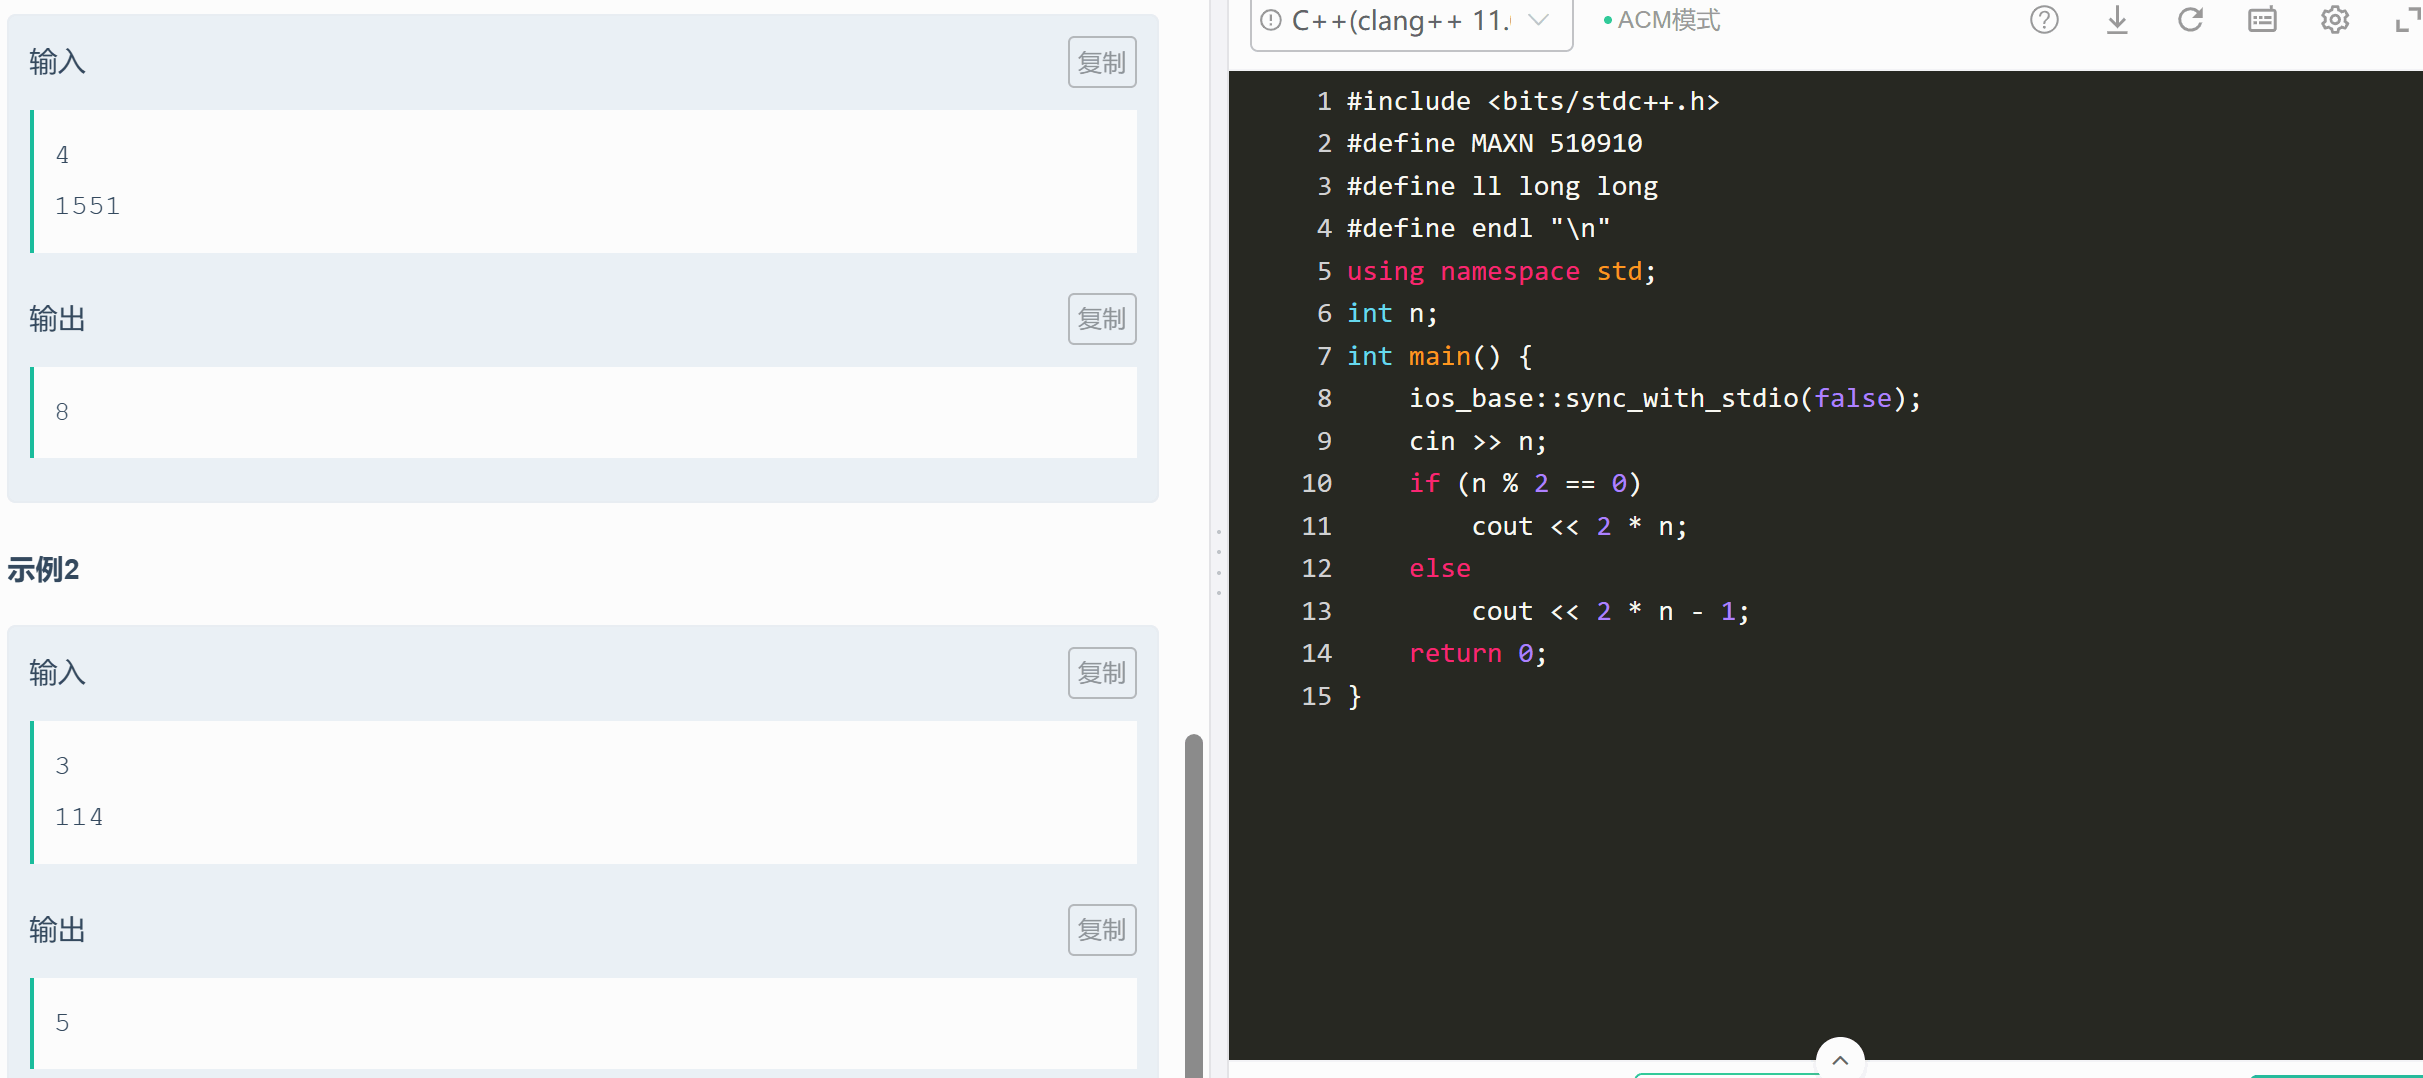 输入
复制
4
1551
输出
复制
8
示例2
输入
复制
3
114
输出
复制
5
C++(clang++ 11.
ACM模式
1 #include <bits/stdc++.h>
2 #define MAXN 510910
3 #define ll long long
4 #define endl "\n"
5 using namespace std;
6 int n;
7 int main() {
8     ios_base::sync_with_stdio(false);
9     cin >> n;
10     if (n % 2 == 0)
11         cout << 2 * n;
12     else
13         cout << 2 * n - 1;
14     return 0;
15 }